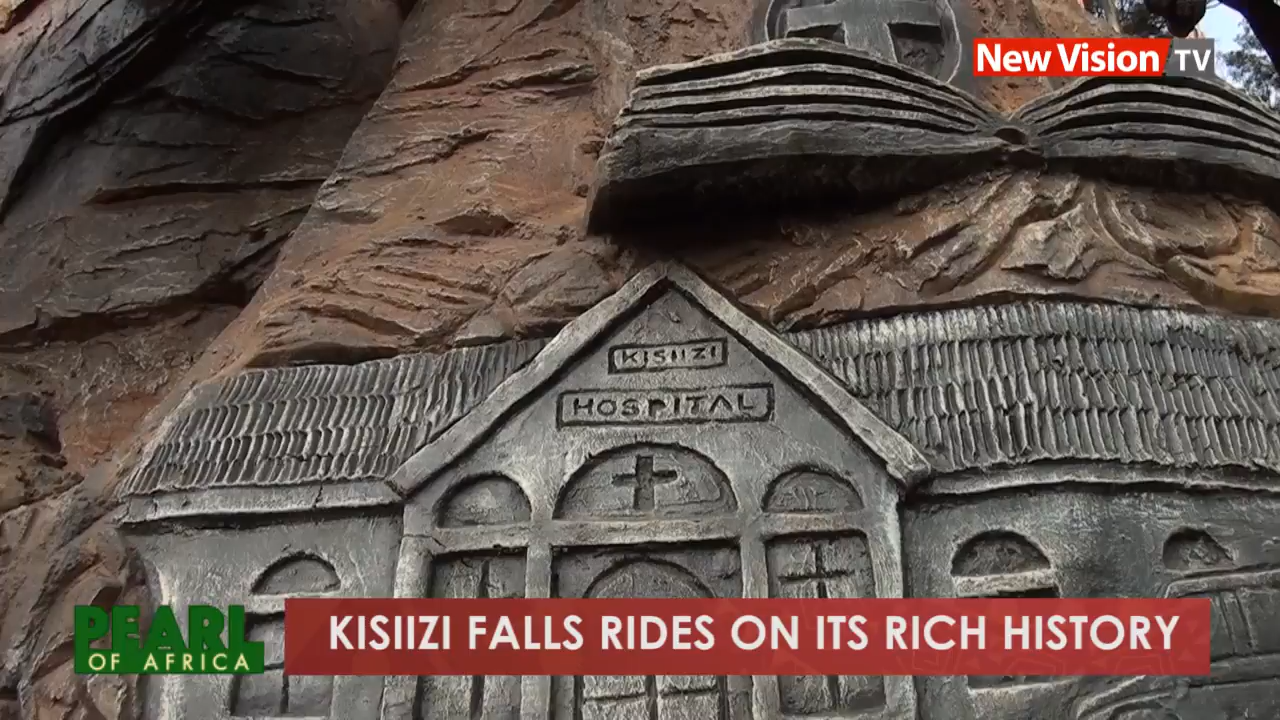 New Vision TV
KISIIZI
HOSPITAL
PEARL
OF AFRICA
KISIIZI FALLS RIDES ON ITS RICH HISTORY